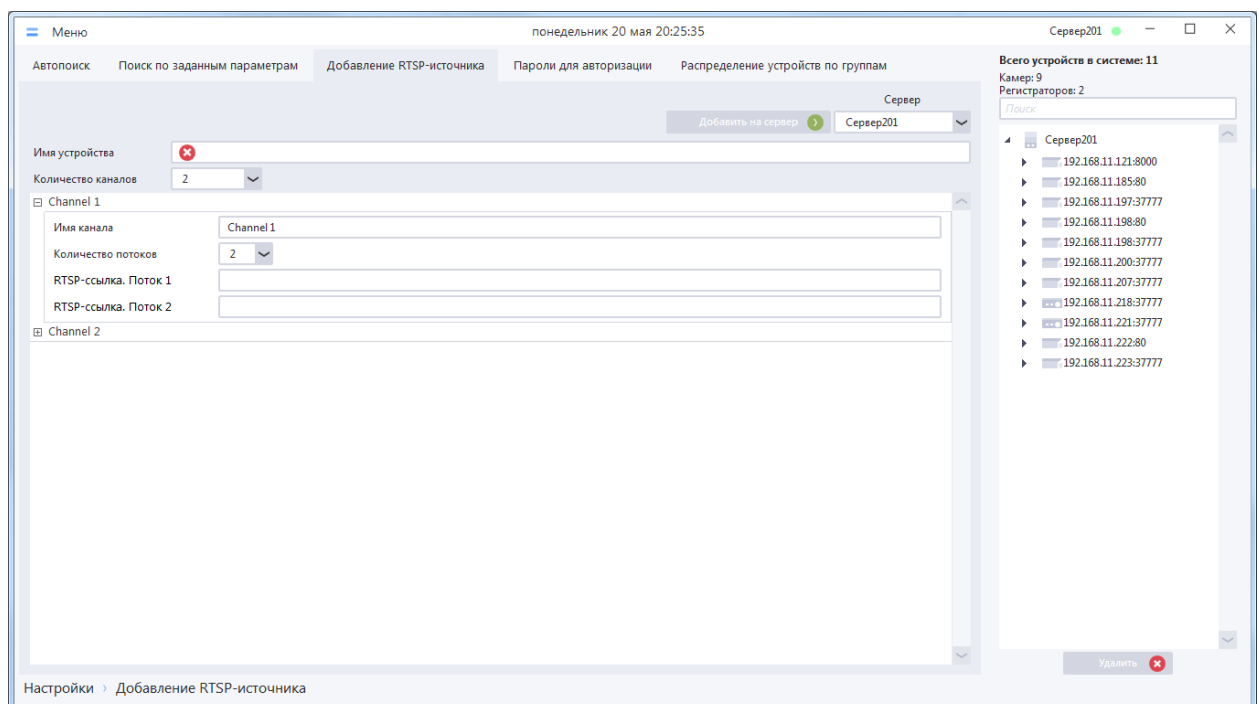 Меню
понедельник 20 мая 20:25:35
Сервер201
Автопоиск
Поиск по заданным параметрам
Добавление RTSP-источника
Пароли для авторизации
Распределение устройств по группам
Сервер
Добавить на сервер
Сервер201
Имя устройства
Количество каналов
2
Channel 1
Имя канала
Channel 1
Количество потоков
2
RTSP-ссылка. Поток 1
RTSP-ссылка. Поток 2
Channel 2
Всего устройств в системе: 11
Камер: 9
Регистраторов: 2
Поиск
Сервер201
192.168.11.121:8000
192.168.11.185:80
192.168.11.197:37777
192.168.11.198:80
192.168.11.198:37777
192.168.11.200:37777
192.168.11.207:37777
192.168.11.218:37777
192.168.11.221:37777
192.168.11.222:80
192.168.11.223:37777
Удалить
Настройки › Добавление RTSP-источника